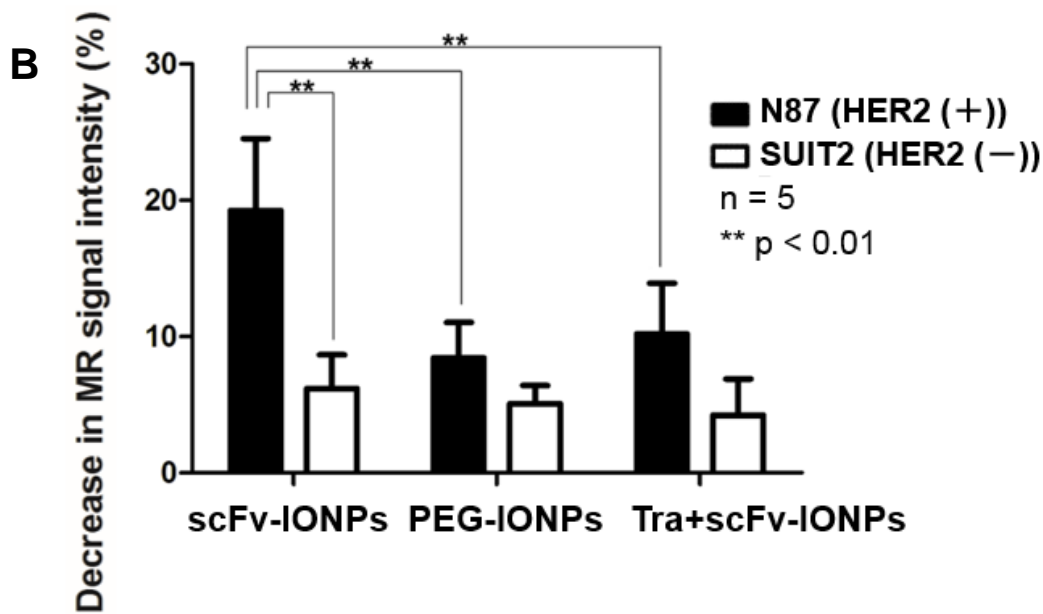 B
Decrease in MR signal intensity (%)
30
20
10
0
**
**
**
N87 (HER2 (+))
SUIT2 (HER2 (−))
n = 5
** p < 0.01
scFv-IONPs PEG-IONPs Tra+scFv-IONPs